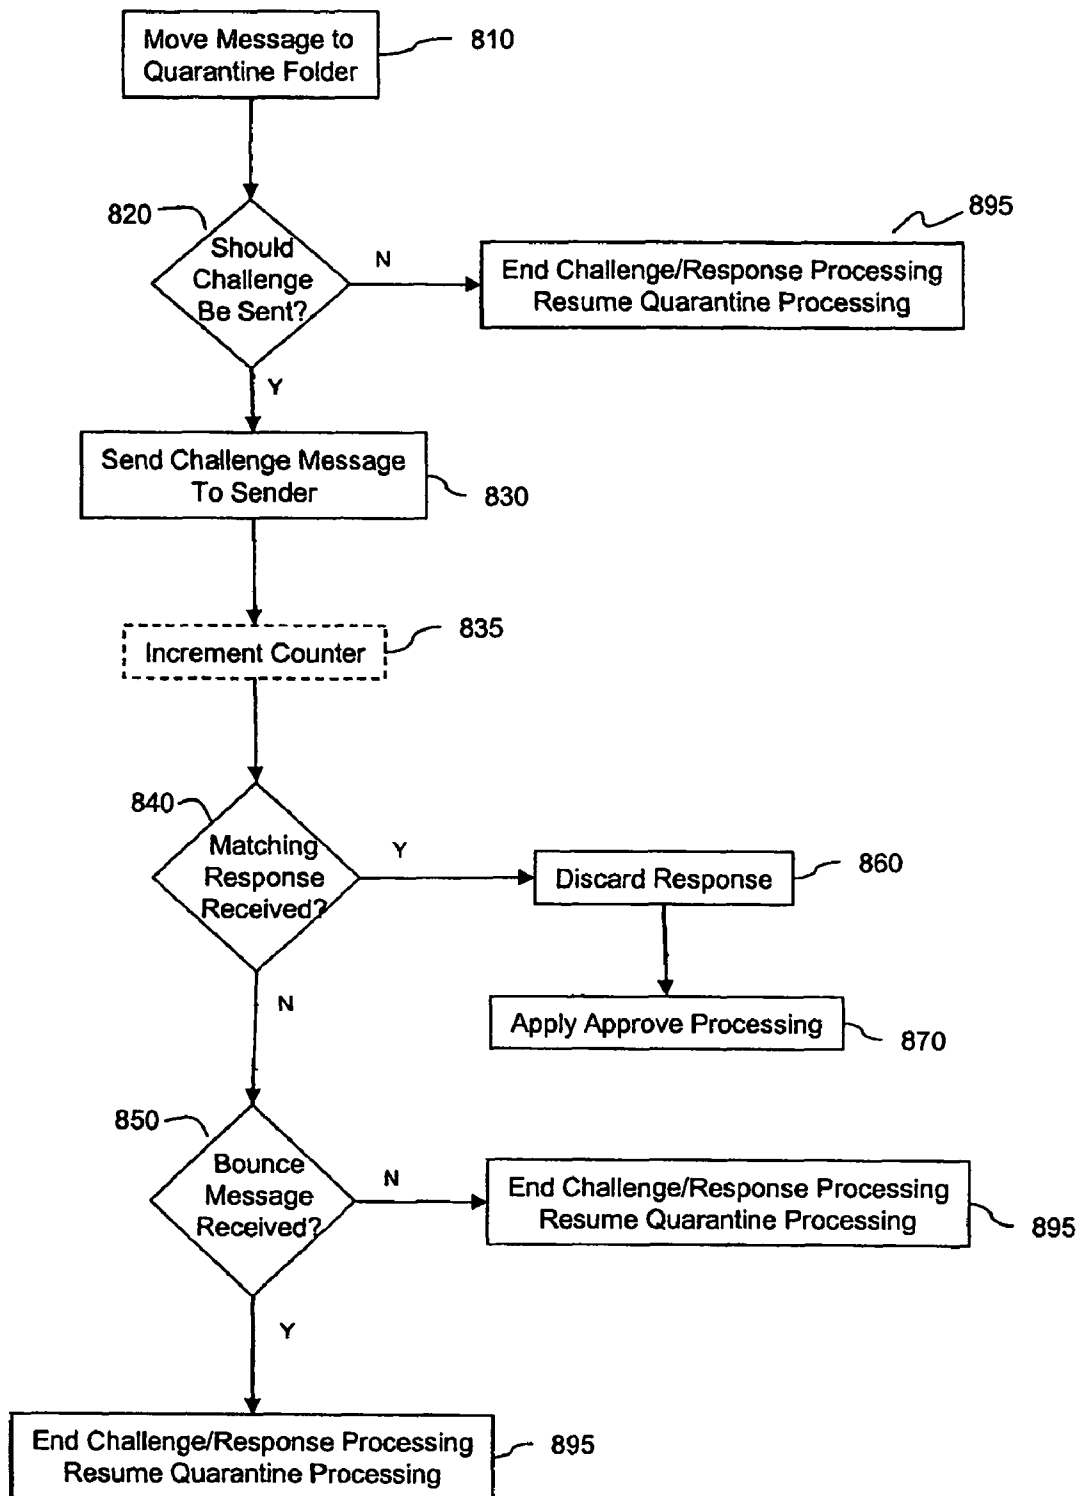 Move Message to
Quarantine Folder
810
820
Should
Challenge
Be Sent?
N
895
End Challenge/Response Processing
Resume Quarantine Processing
Y
Send Challenge Message
To Sender
830
Increment Counter
835
840
Matching
Response
Received?
Y
Discard Response
860
N
Apply Approve Processing
870
850
Bounce
Message
Received?
N
End Challenge/Response Processing
Resume Quarantine Processing
895
Y
End Challenge/Response Processing
Resume Quarantine Processing
895